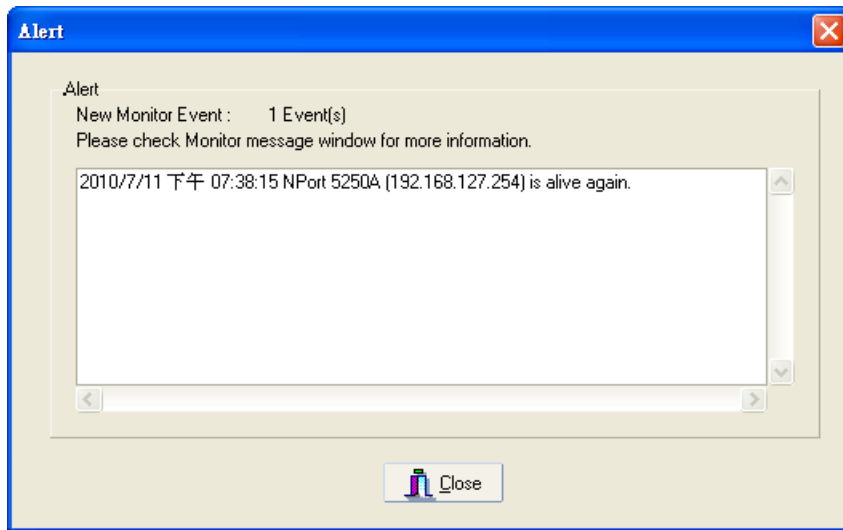 Alert
Alert
New Monitor Event : 1 Event(s)
Please check Monitor message window for more information.
2010/7/11 下午 07:38:15 NPort 5250A (192.168.127.254) is alive again.
Close